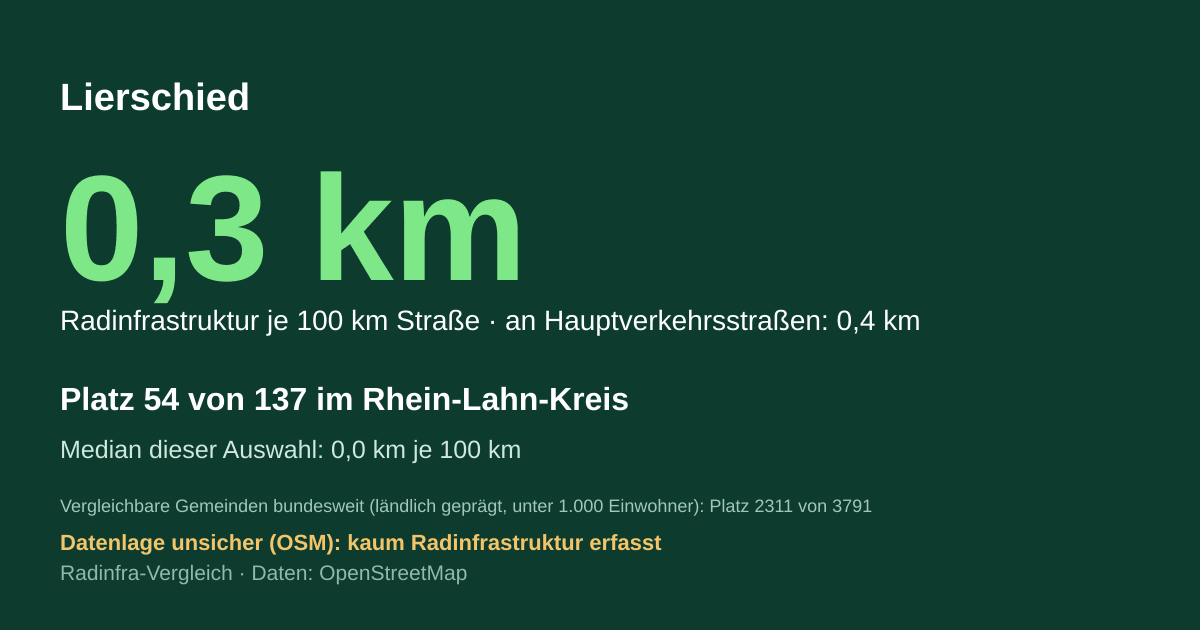 Lierschied
0,3 km
Radinfrastruktur je 100 km Straße · an Hauptverkehrsstraßen: 0,4 km
Platz 54 von 137 im Rhein-Lahn-Kreis
Median dieser Auswahl: 0,0 km je 100 km
Vergleichbare Gemeinden bundesweit (ländlich geprägt, unter 1.000 Einwohner): Platz 2311 von 3791
Datenlage unsicher (OSM): kaum Radinfrastruktur erfasst
Radinfra-Vergleich · Daten: OpenStreetMap